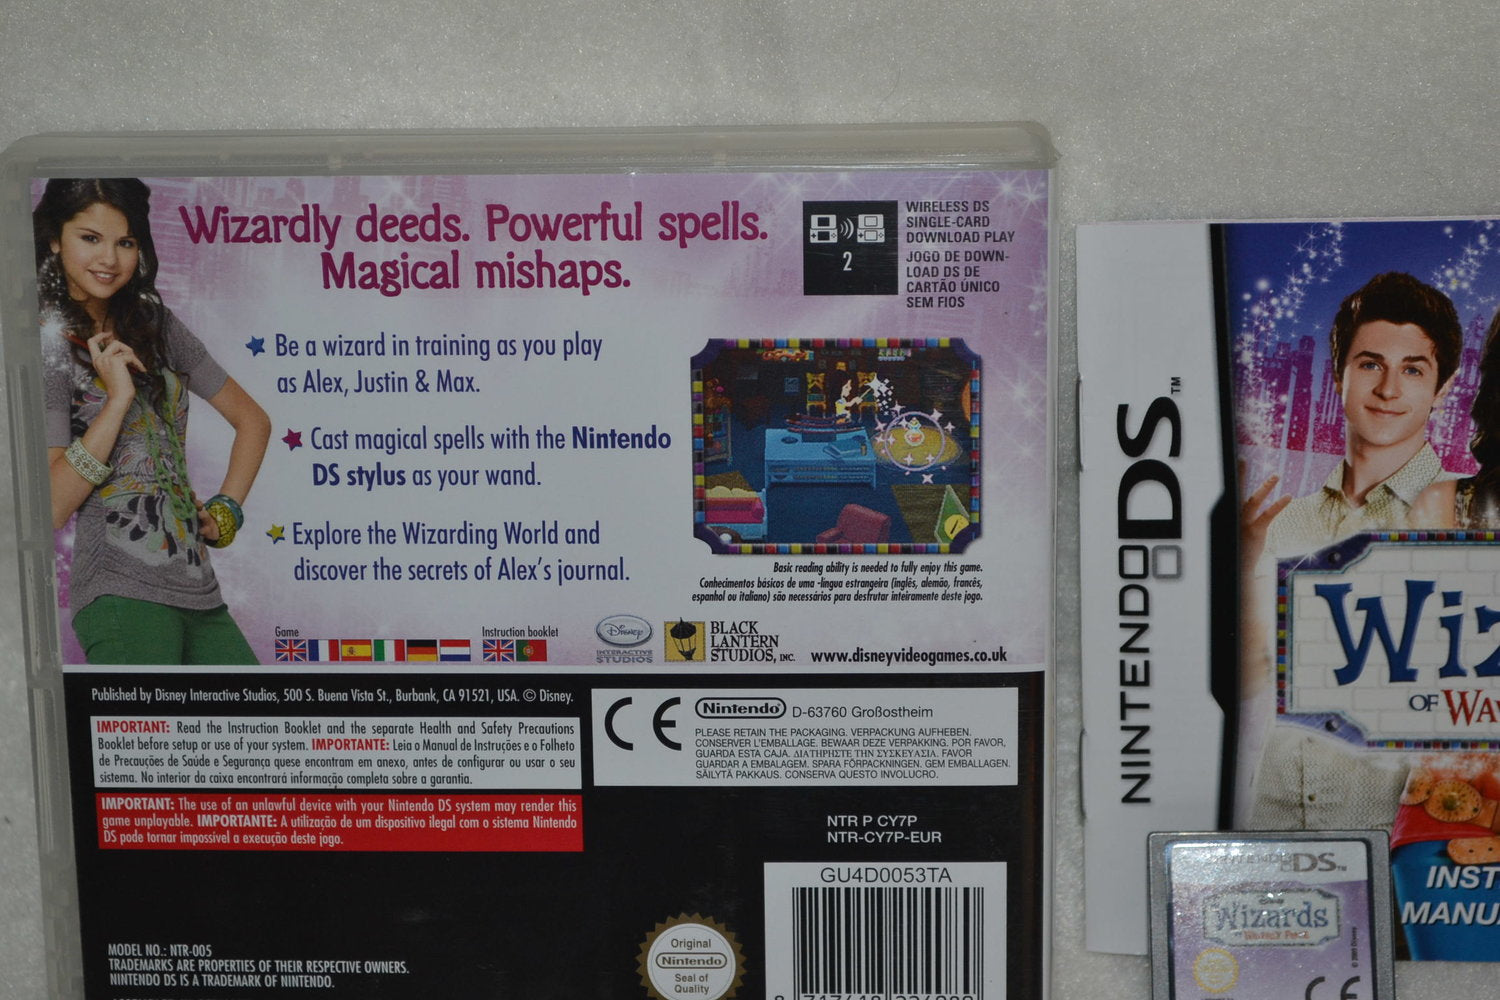 Wizardly deeds. Powerful spells.
Magical mishaps.
2
WIRELESS DS
SINGLE-CARD
DOWNLOAD PLAY
JOGO DE DOWN-
LOAD DS DE
CARTÃO ÚNICO
SEM FIOS
Be a wizard in training as you play
as Alex, Justin & Max.
Cast magical spells with the Nintendo
DS stylus as your wand.
Explore the Wizarding World and
discover the secrets of Alex's journal.
Basic reading ability is needed to fully enjoy this game.
Conhecimentos básicos de uma -lingua estrangeira (inglês, alemão, francês,
espanhol ou italiano) são necessários para desfrutar inteiramente deste jogo.
Game
Instruction booklet
Disney
INTERACTIVE
STUDIOS
BLACK
LANTERN
STUDIOS, INC.
www.disneyvideogames.co.uk
Published by Disney Interactive Studios, 500 S. Buena Vista St., Burbank, CA 91521, USA. © Disney.
IMPORTANT: Read the Instruction Booklet and the separate Health and Safety Precautions
Booklet before setup or use of your system. IMPORTANTE: Leia o Manual de Instruções e o Folheto
de Precauções de Saúde e Segurança quese encontram em anexo, antes de configurar ou usar o seu
sistema. No interior da caixa encontrará informação completa sobre a garantia.
IMPORTANT: The use of an unlawful device with your Nintendo DS system may render this
game unplayable. IMPORTANTE: A utilização de um dispositivo ilegal com o sistema Nintendo
DS pode tornar impossível a execução deste jogo.
CE
Nintendo D-63760 Großostheim
PLEASE RETAIN THE PACKAGING. VERPACKUNG AUFHEBEN.
CONSERVER L'EMBALLAGE. BEWAAR DEZE VERPAKKING. POR FAVOR,
GUARDA ESTA CAJA. ΔΙΑΤΗΡΗΣΤΕ ΤΗΝ ΣΥΣΚΕΥΑΣΙΑ. FAVOR
GUARDAR A EMBALAGEM. SPARA FÖRPACKNINGEN. GEM EMBALLAGEN.
SÄILYTÄ PAKKAUS. CONSERVA QUESTO INVOLUCRO.
NTR P CY7P
NTR-CY7P-EUR
GU4D0053TA
MODEL NO.: NTR-005
TRADEMARKS ARE PROPERTIES OF THEIR RESPECTIVE OWNERS.
NINTENDO DS IS A TRADEMARK OF NINTENDO.
Original
Nintendo
Seal of
Quality
NINTENDO DS™
Wiz
OF WA
INST
MANU
NINTENDO DS™
Wizards
OF WAVERLY PLACE
CE